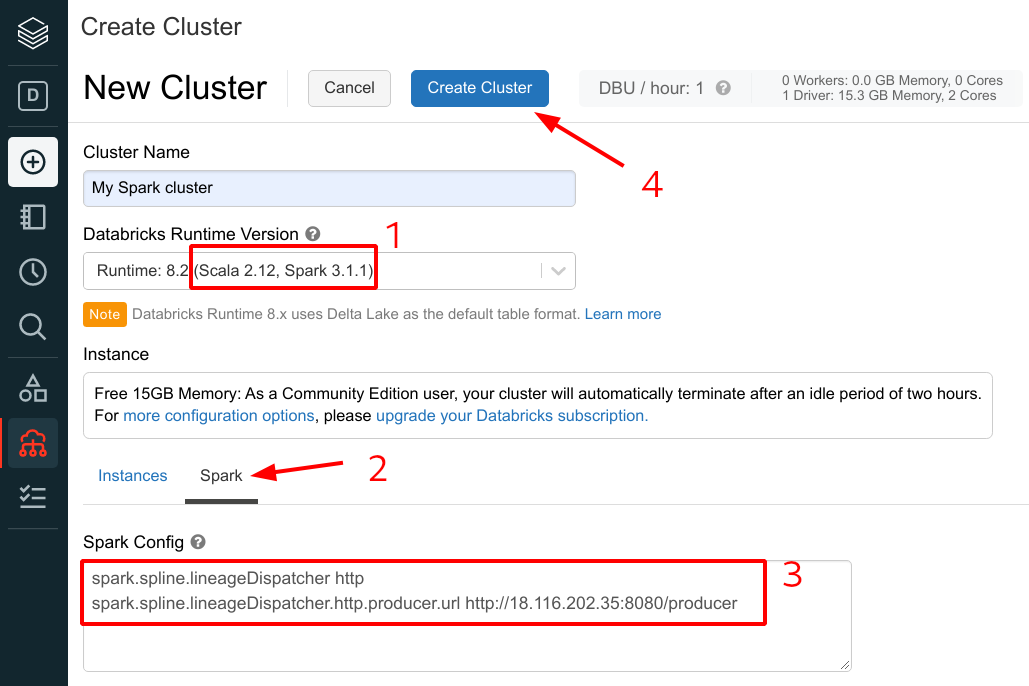 Create Cluster
New Cluster
Cancel
Create Cluster
DBU / hour: 1 ?
0 Workers: 0.0 GB Memory, 0 Cores
1 Driver: 15.3 GB Memory, 2 Cores
D
4
Cluster Name
My Spark cluster
Databricks Runtime Version ?
1
Runtime: 8.2 (Scala 2.12, Spark 3.1.1)
Note Databricks Runtime 8.x uses Delta Lake as the default table format. Learn more
Instance
Free 15GB Memory: As a Community Edition user, your cluster will automatically terminate after an idle period of two hours.
For more configuration options, please upgrade your Databricks subscription.
Instances
Spark
2
Spark Config ?
3
spark.spline.lineageDispatcher http
spark.spline.lineageDispatcher.http.producer.url http://18.116.202.35:8080/producer